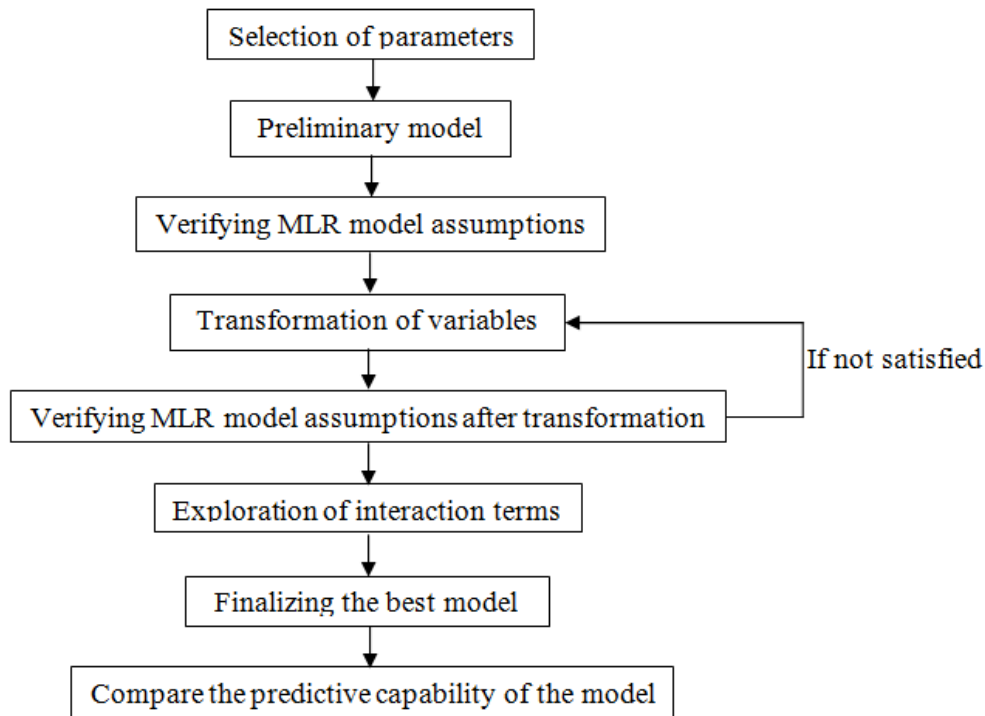 Selection of parameters
Preliminary model
Verifying MLR model assumptions
Transformation of variables
If not satisfied
Verifying MLR model assumptions after transformation
Exploration of interaction terms
Finalizing the best model
Compare the predictive capability of the model